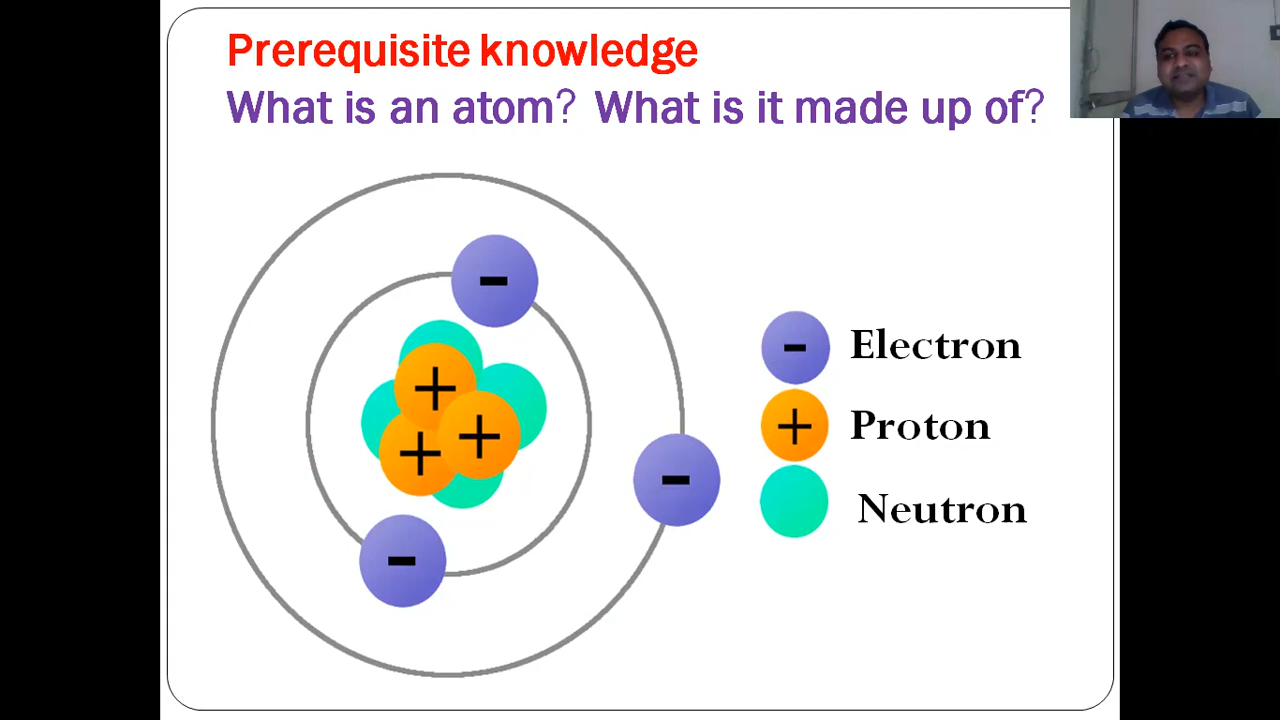 Prerequisite knowledge
What is an atom? What is it made up of?
-
-
+
+
+
-
- Electron
+ Proton
Neutron